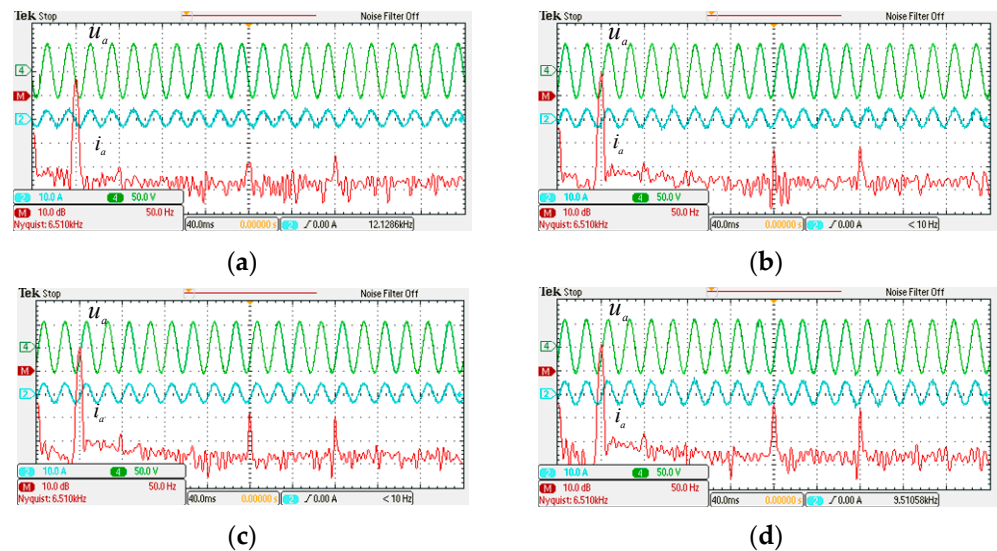 Tek Stop Noise Filter Off
u_a
4
M
2
i_a
2 10.0 A 4 50.0 V
M 10.0 dB 50.0 Hz
Nyquist: 6.510kHz 40.0ms 0.00000 s 2 0.00 A 12.1286kHz
(a)
Tek Stop Noise Filter Off
u_a
4
M
2
i_a
2 10.0 A 4 50.0 V
M 10.0 dB 50.0 Hz
Nyquist: 6.510kHz 40.0ms 0.00000 s 2 0.00 A < 10 Hz
(b)
Tek Stop Noise Filter Off
u_a
4
M
2
i_a
2 10.0 A 4 50.0 V
M 10.0 dB 50.0 Hz
Nyquist: 6.510kHz 40.0ms 0.00000 s 2 0.00 A < 10 Hz
(c)
Tek Stop Noise Filter Off
u_a
4
M
2
i_a
2 10.0 A 4 50.0 V
M 10.0 dB 50.0 Hz
Nyquist: 6.510kHz 40.0ms 0.00000 s 2 0.00 A 9.51058kHz
(d)